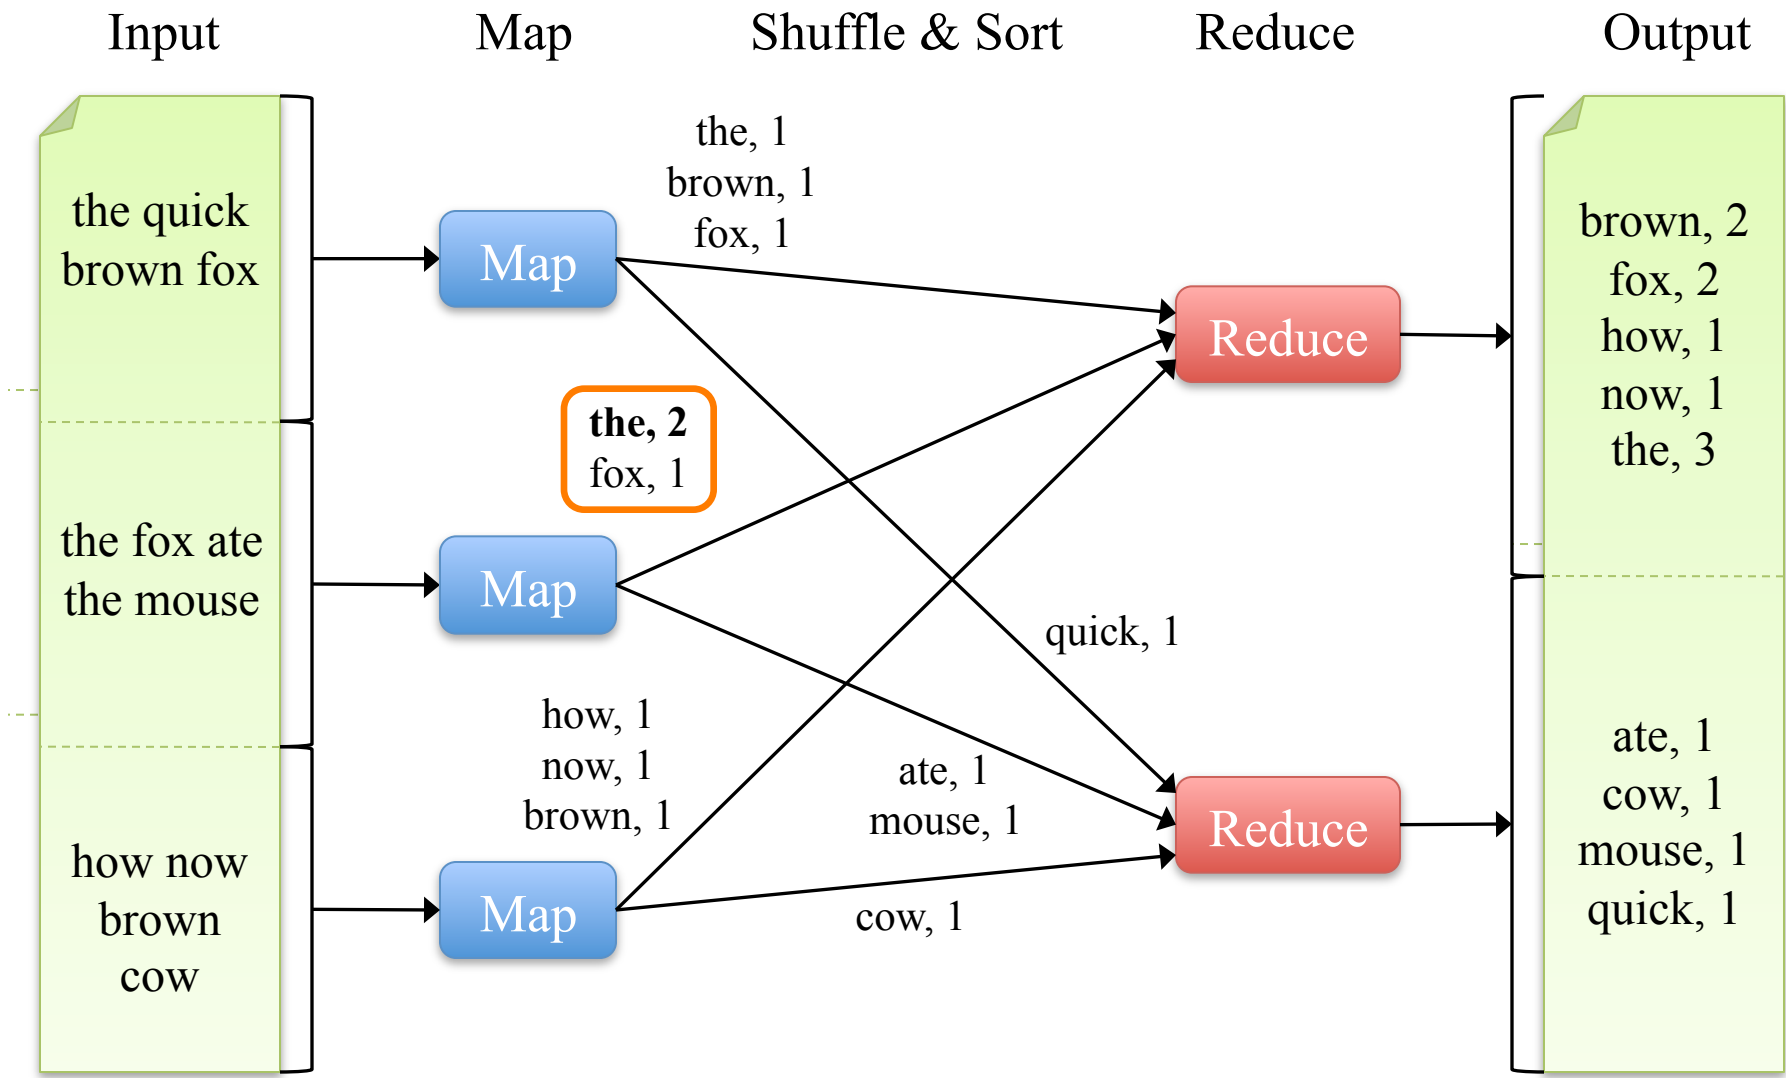 Input
Map
Shuffle & Sort
Reduce
Output
the quick
brown fox
the fox ate
the mouse
how now
brown
cow
Map
Map
Map
the, 1
brown, 1
fox, 1
the, 2
fox, 1
how, 1
now, 1
brown, 1
quick, 1
ate, 1
mouse, 1
cow, 1
Reduce
Reduce
brown, 2
fox, 2
how, 1
now, 1
the, 3
ate, 1
cow, 1
mouse, 1
quick, 1